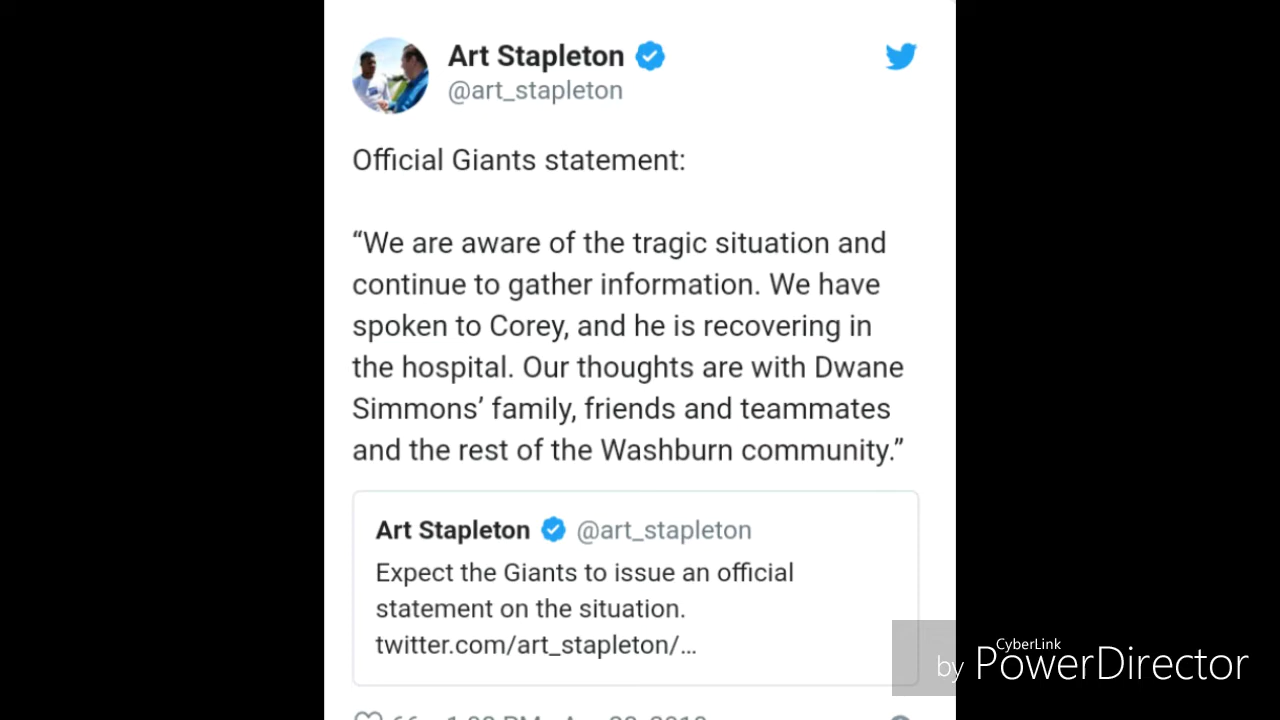 Art Stapleton
@art_stapleton
Official Giants statement:
“We are aware of the tragic situation and
continue to gather information. We have
spoken to Corey, and he is recovering in
the hospital. Our thoughts are with Dwane
Simmons’ family, friends and teammates
and the rest of the Washburn community.”
Art Stapleton @art_stapleton
Expect the Giants to issue an official
statement on the situation.
twitter.com/art_stapleton/…
CyberLink
by PowerDirector